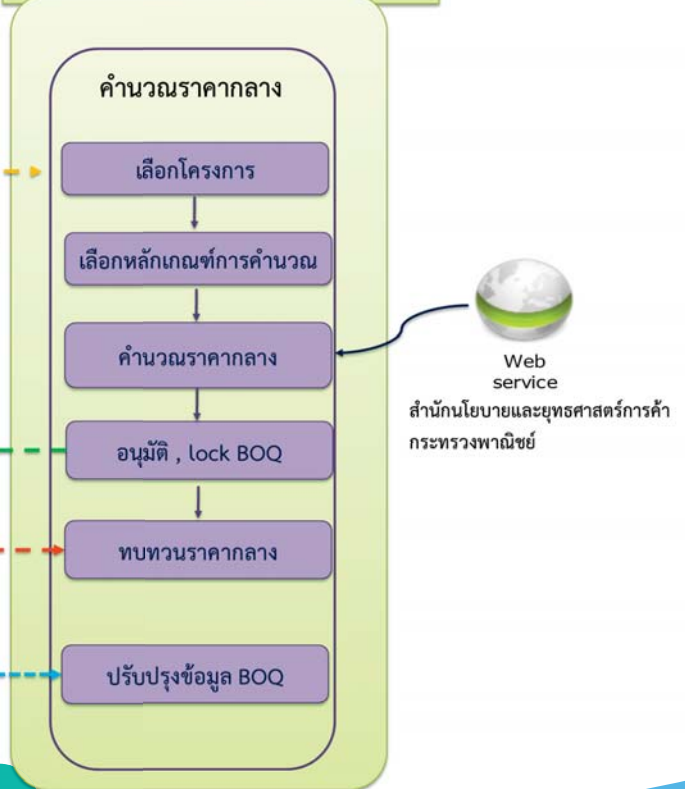 คำนวณราคากลาง
เลือกโครงการ
เลือกหลักเกณฑ์การคำนวณ
คำนวณราคากลาง
อนุมัติ , lock BOQ
ทบทวนราคากลาง
ปรับปรุงข้อมูล BOQ
Web
service
สำนักนโยบายและยุทธศาสตร์การค้า
กระทรวงพาณิชย์